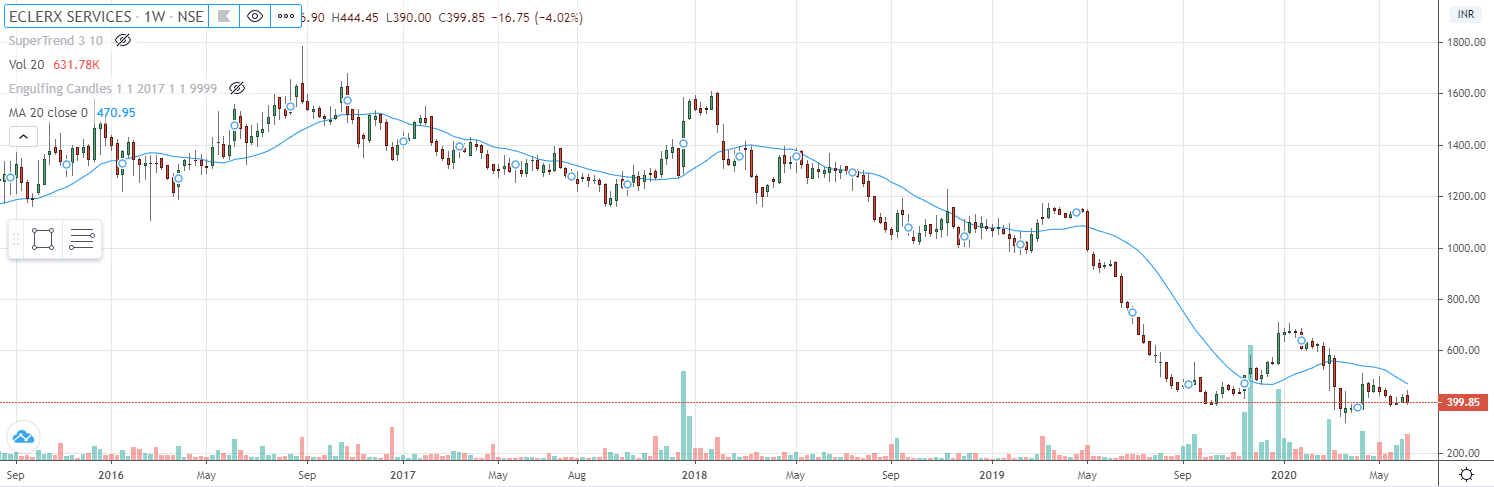 ECLERX SERVICES · 1W · NSE 6.90 H444.45 L390.00 C399.85 −16.75 (−4.02%)
INR
SuperTrend 3 10
Vol 20 631.78K
Engulfing Candles 1 1 2017 1 1 9999
MA 20 close 0 470.95
1800.00
1600.00
1400.00
1200.00
1000.00
800.00
600.00
399.85
200.00
Sep 2016 May Sep 2017 May Aug 2018 May Sep 2019 May Sep 2020 May